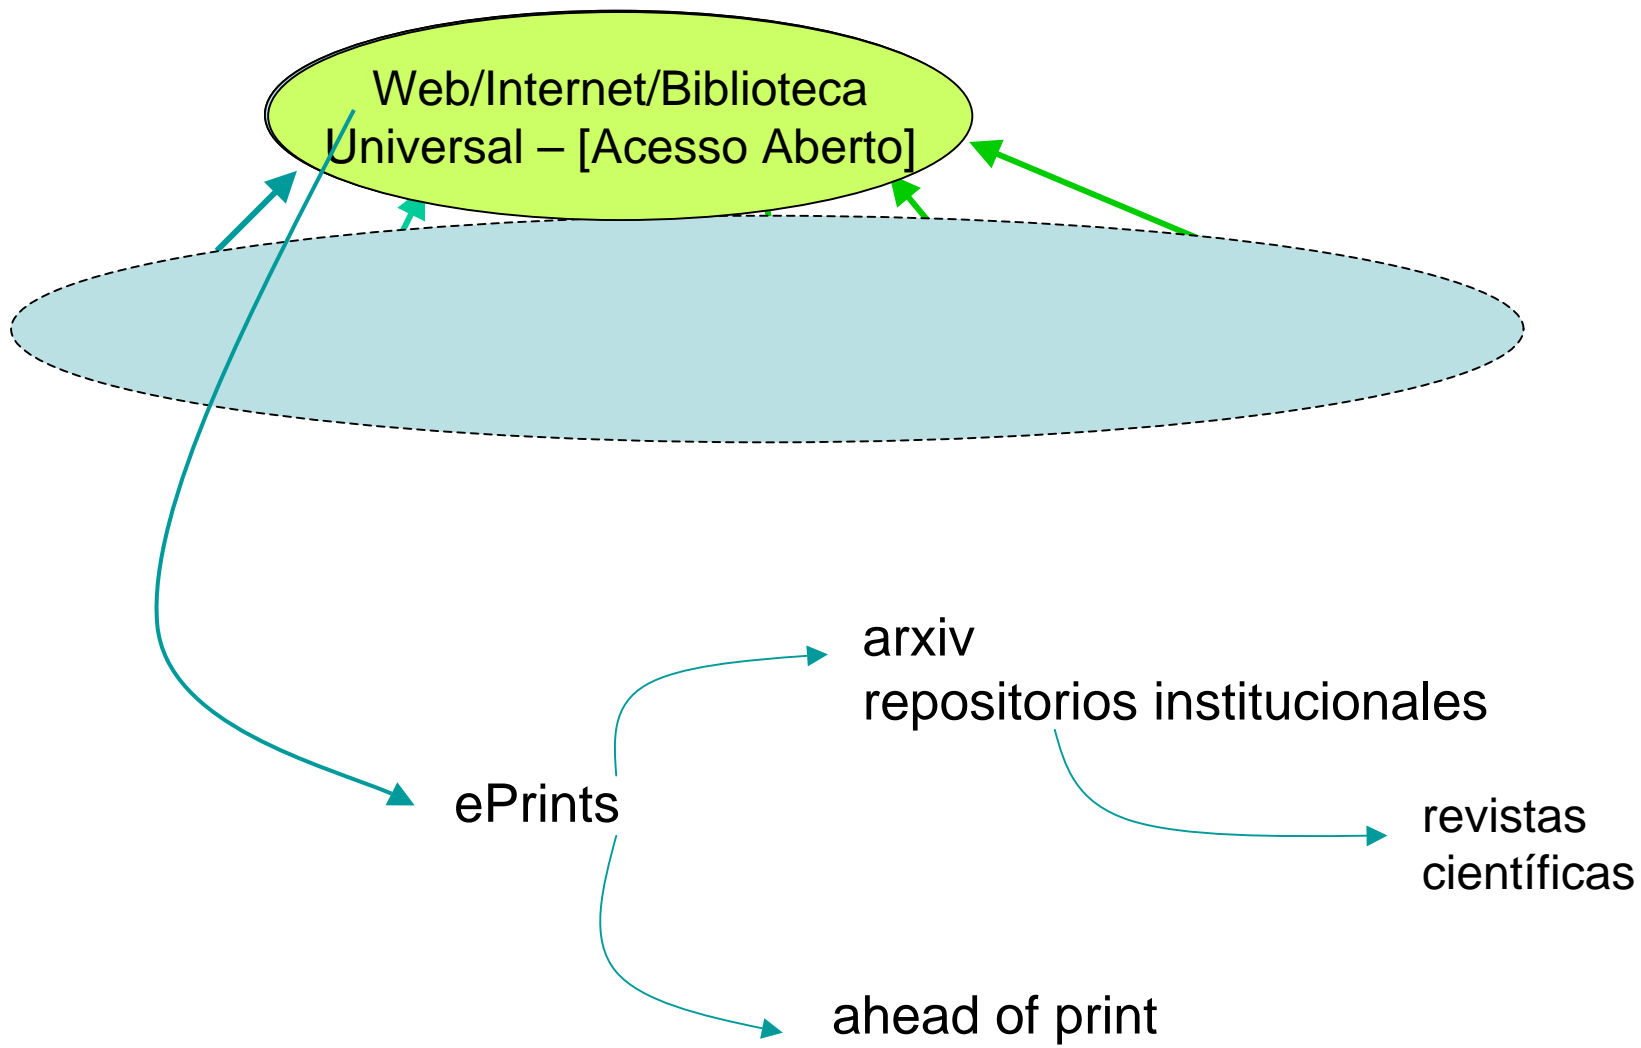 Web/Internet/Biblioteca
Universal – [Acesso Aberto]
arxiv
repositorios institucionales
ePrints
revistas
científicas
ahead of print